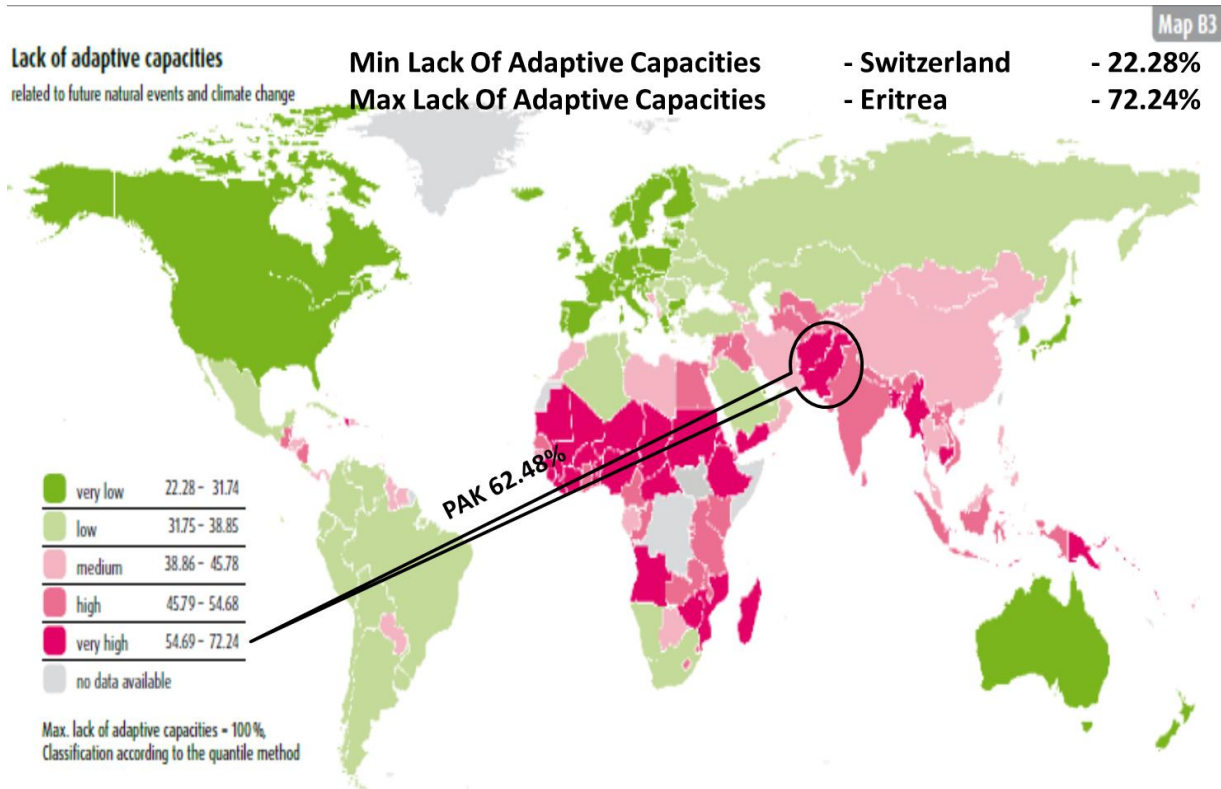 Map B3
Lack of adaptive capacities
related to future natural events and climate change
Min Lack Of Adaptive Capacities - Switzerland - 22.28%
Max Lack Of Adaptive Capacities - Eritrea - 72.24%
PAK 62.48%
very low 22.28 – 31.74
low 31.75 – 38.85
medium 38.86 – 45.78
high 45.79 – 54.68
very high 54.69 – 72.24
no data available
Max. lack of adaptive capacities = 100%,
Classification according to the quantile method